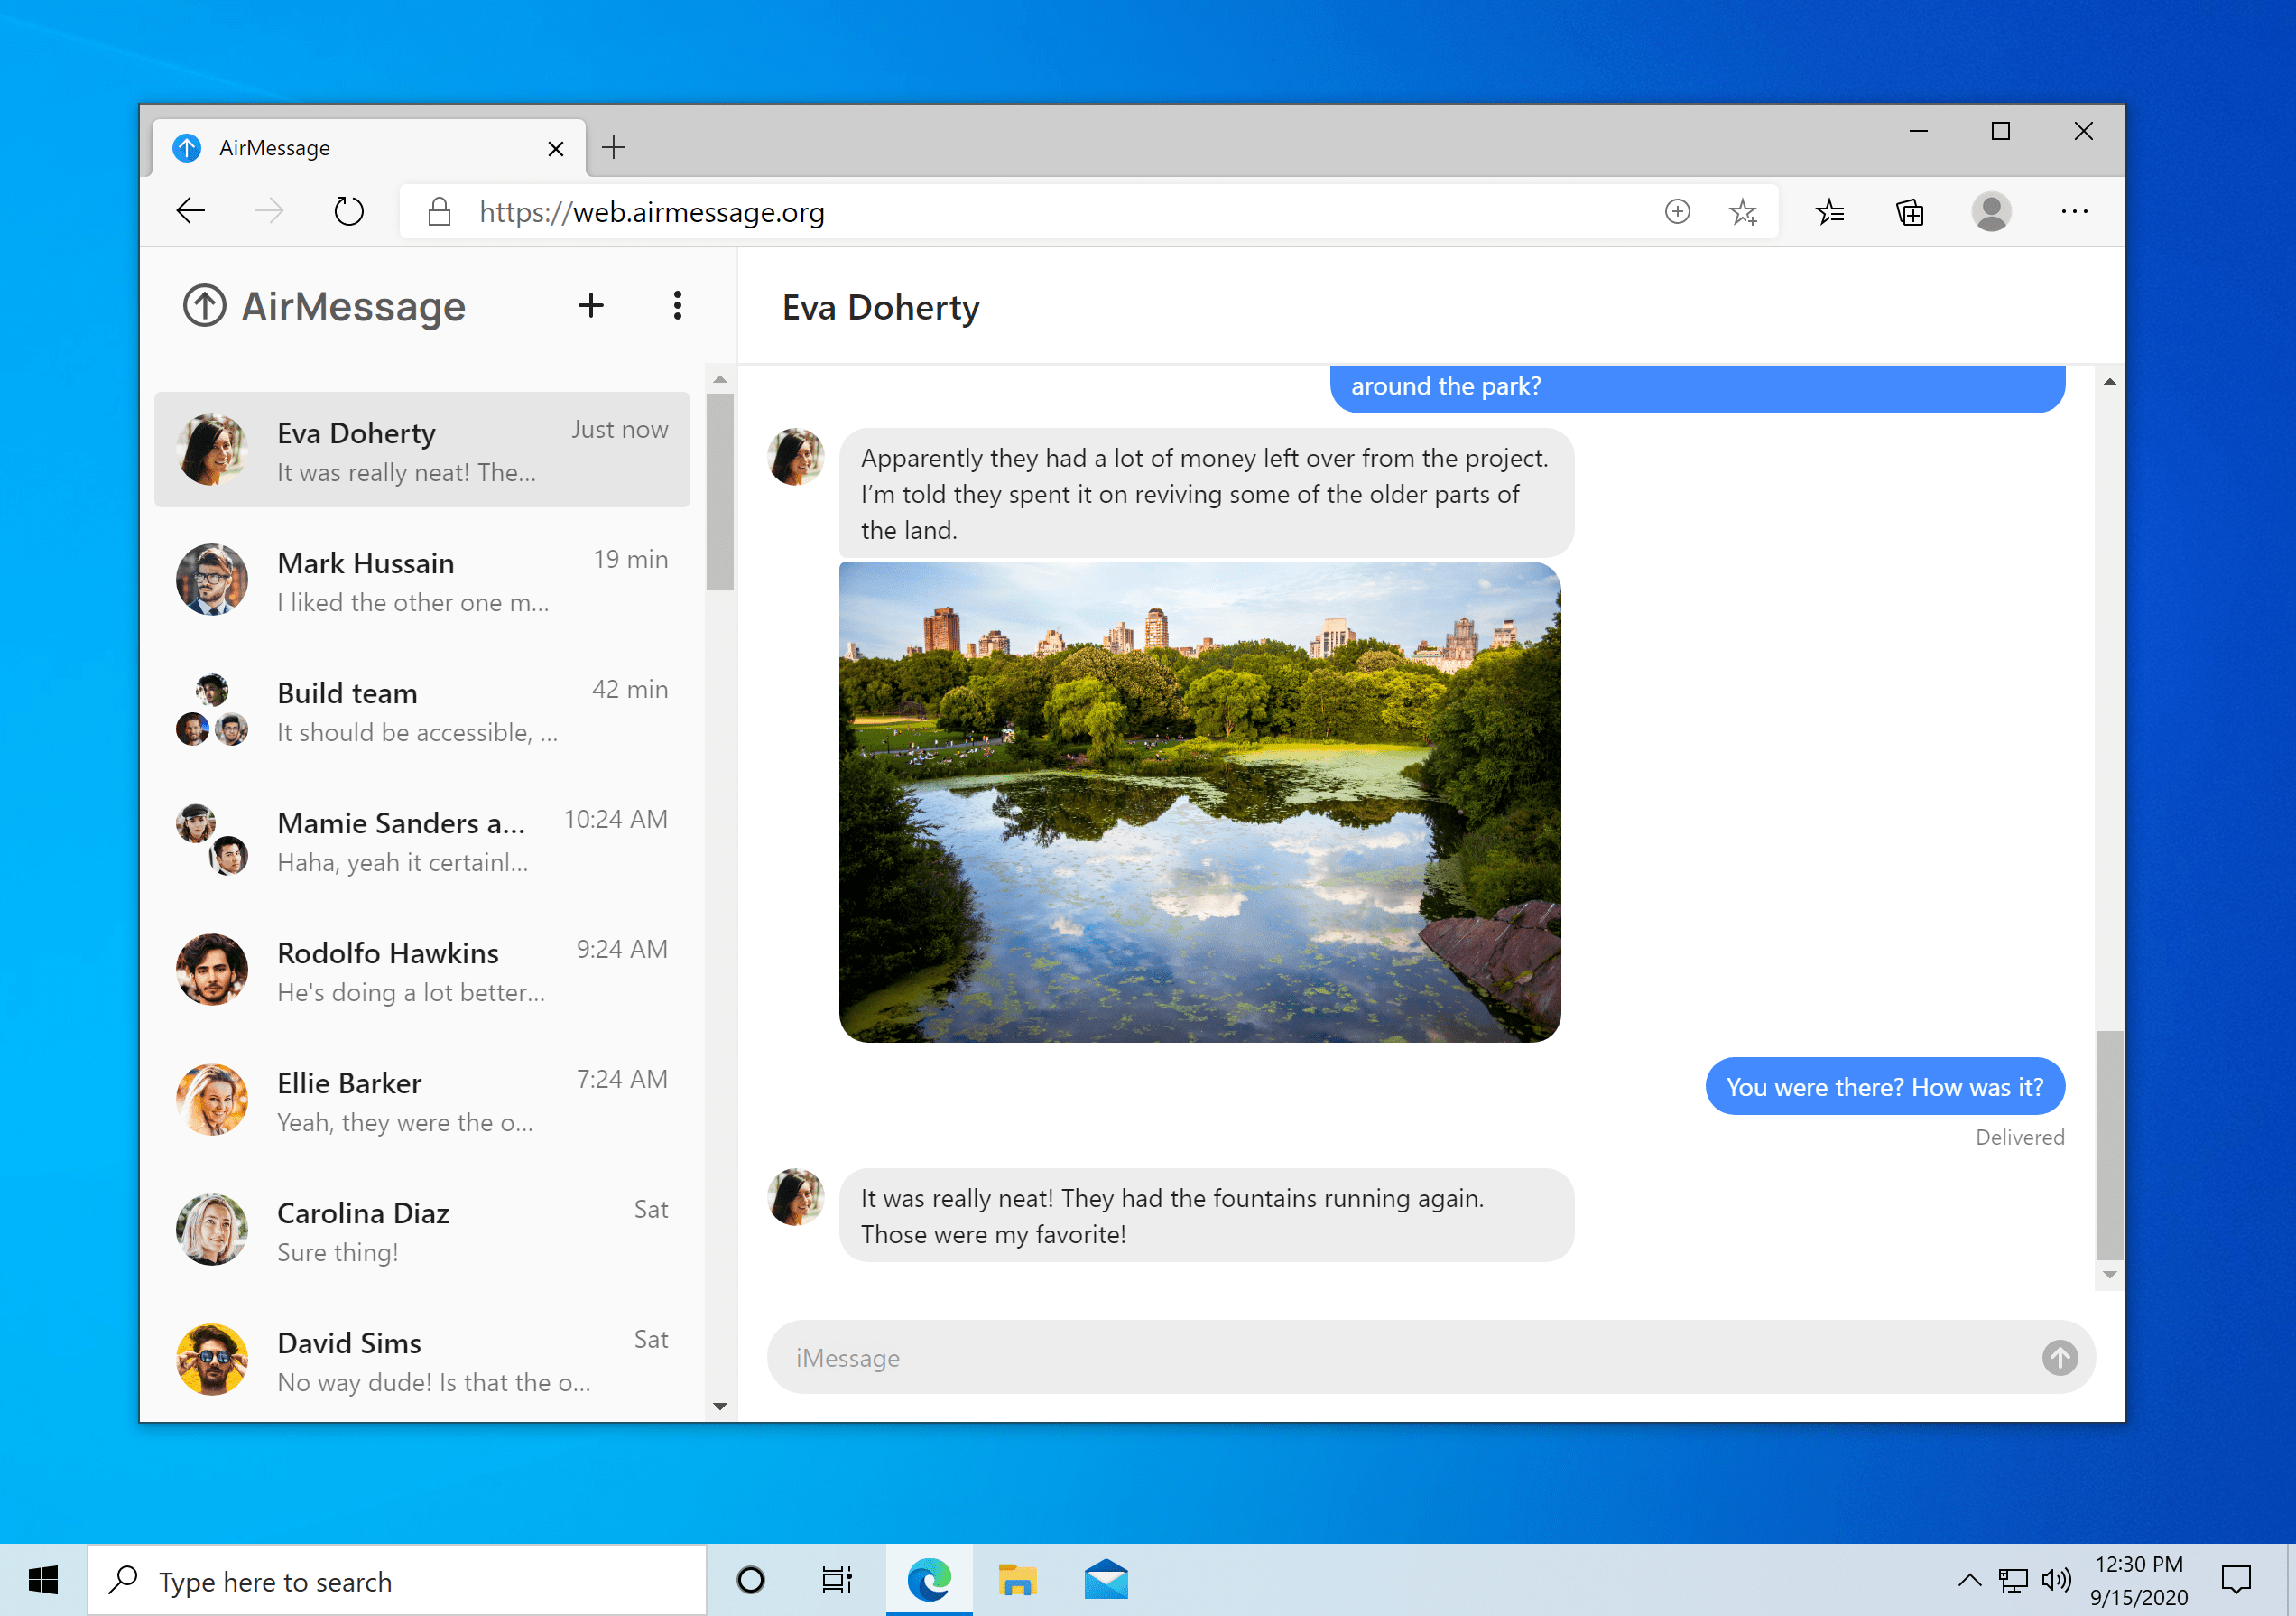 AirMessage
https://web.airmessage.org
AirMessage
Eva Doherty
Just now
It was really neat! The...
Mark Hussain
19 min
I liked the other one m...
Build team
42 min
It should be accessible, ...
Mamie Sanders a...
10:24 AM
Haha, yeah it certainl...
Rodolfo Hawkins
9:24 AM
He's doing a lot better...
Ellie Barker
7:24 AM
Yeah, they were the o...
Carolina Diaz
Sat
Sure thing!
David Sims
Sat
No way dude! Is that the o...
Eva Doherty
around the park?
Apparently they had a lot of money left over from the project.
I’m told they spent it on reviving some of the older parts of
the land.
You were there? How was it?
Delivered
It was really neat! They had the fountains running again.
Those were my favorite!
iMessage
Type here to search
12:30 PM
9/15/2020